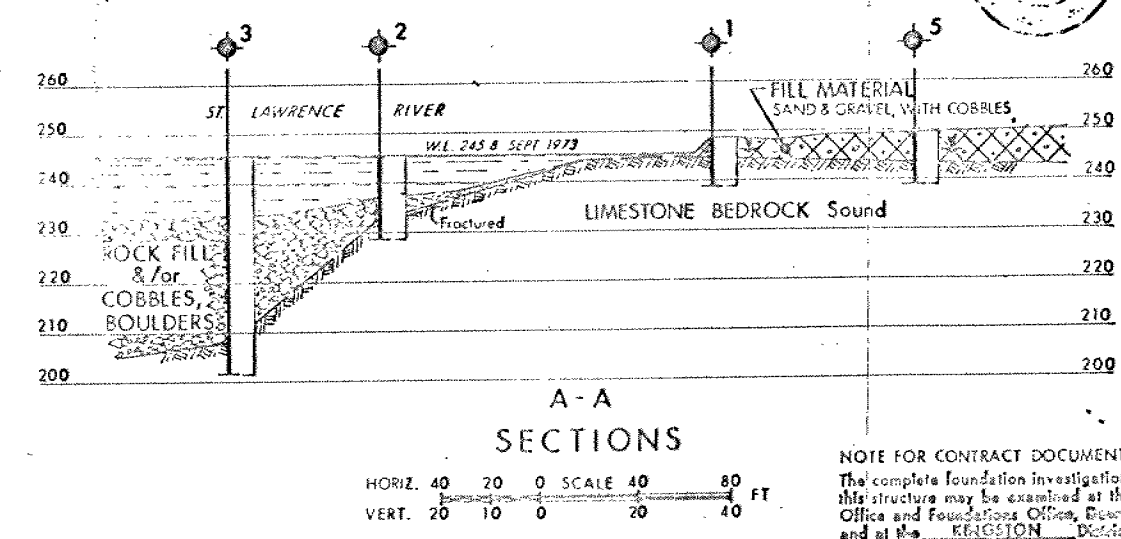 3 2 1 5
260 260
ST. LAWRENCE RIVER
FILL MATERIAL
SAND & GRAVEL, WITH COBBLES
250 250
W.L. 245.8 SEPT 1973
240 240
Fractured
LIMESTONE BEDROCK Sound
230 230
ROCK FILL
&/or
COBBLES,
BOULDERS
220 220
210 210
200 200
A-A
SECTIONS
HORIZ. 40 20 0 SCALE 40 80 FT
VERT. 20 10 0 20 40
NOTE FOR CONTRACT DOCUMENT
The complete foundation investigation
this structure may be examined at th
Office and Foundations Office,
and at the KINGSTON